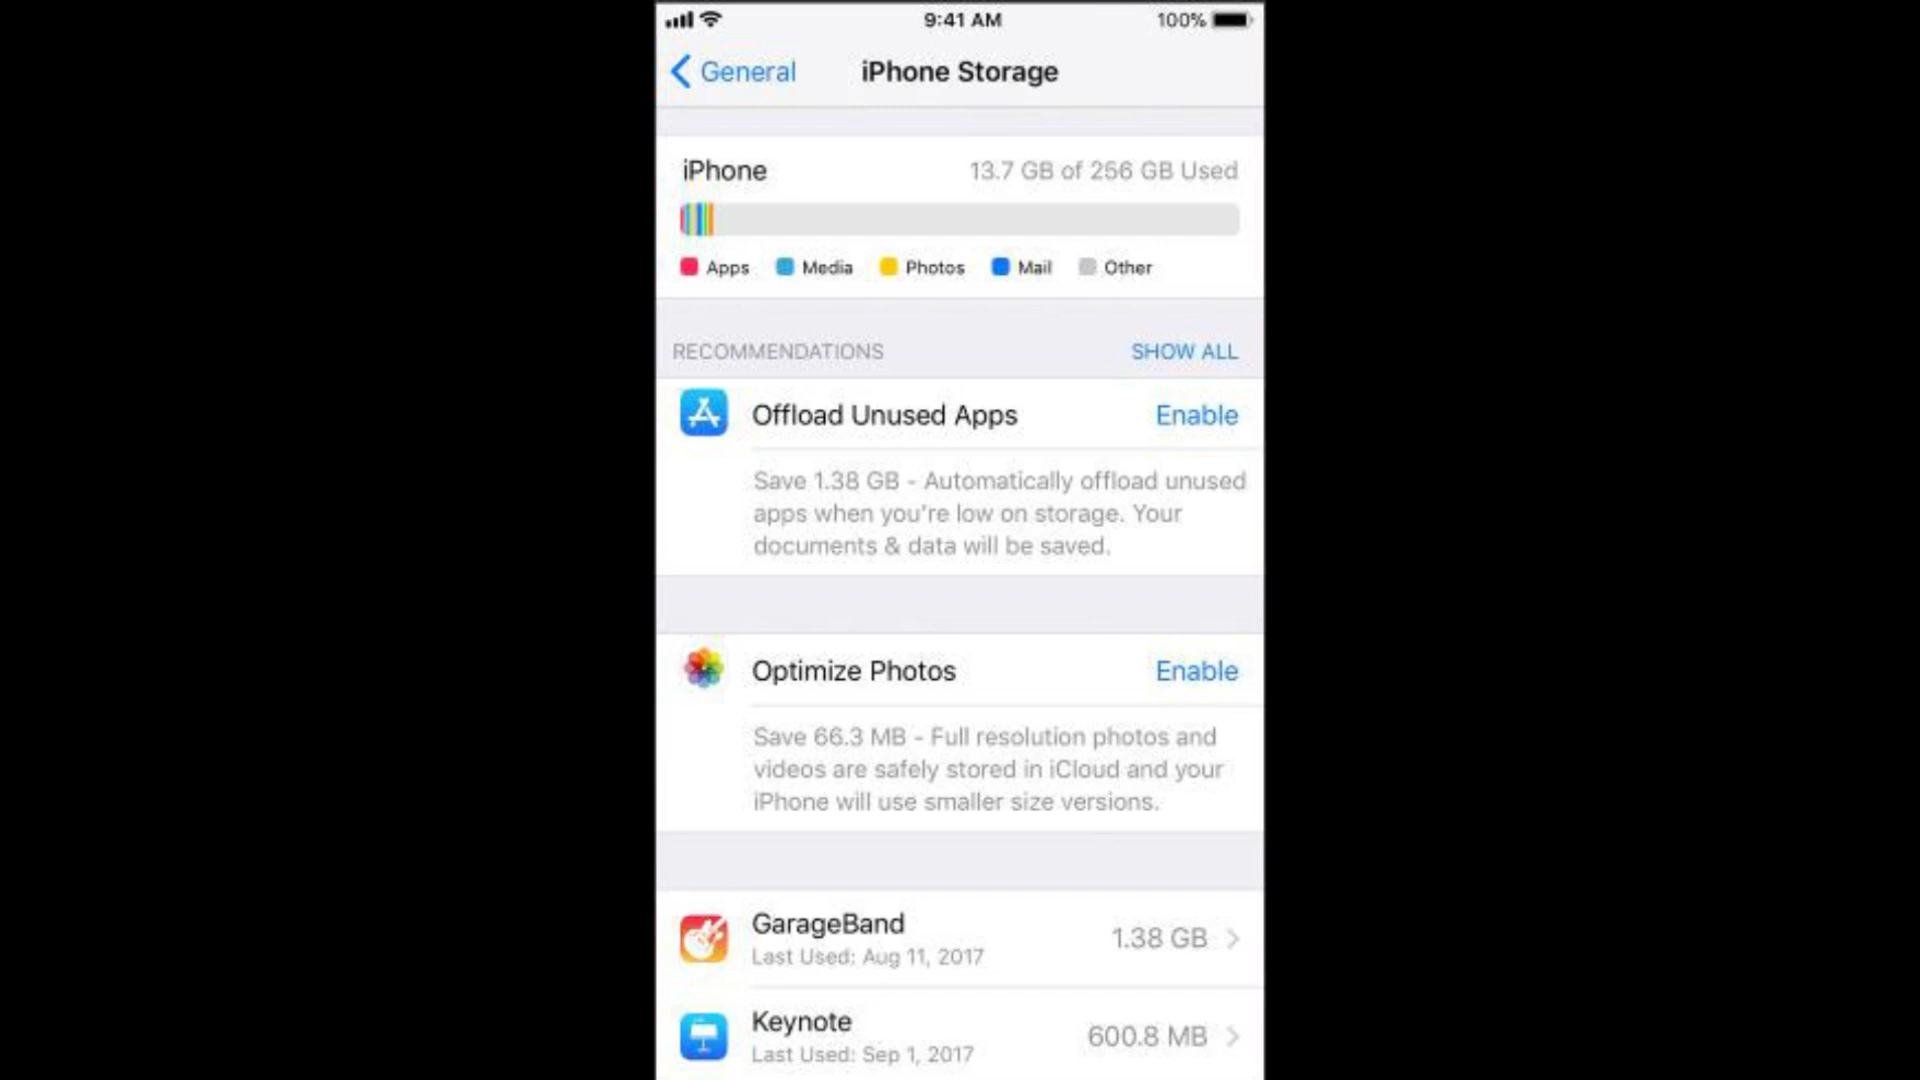 9:41 AM
100%
General
iPhone Storage
iPhone
13.7 GB of 256 GB Used
Apps
Media
Photos
Mail
Other
RECOMMENDATIONS
SHOW ALL
Offload Unused Apps
Enable
Save 1.38 GB - Automatically offload unused
apps when you're low on storage. Your
documents & data will be saved.
Optimize Photos
Enable
Save 66.3 MB - Full resolution photos and
videos are safely stored in iCloud and your
iPhone will use smaller size versions.
GarageBand
1.38 GB
Last Used: Aug 11, 2017
Keynote
600.8 MB
Last Used: Sep 1, 2017